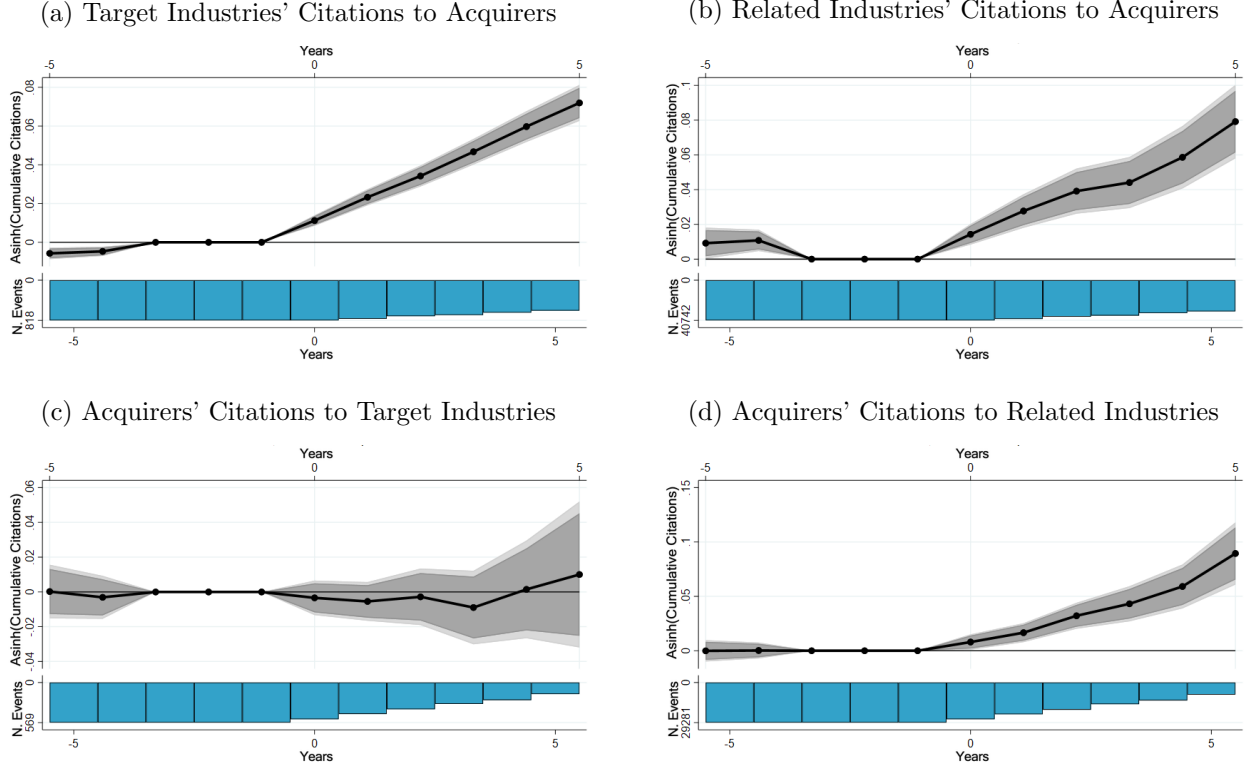 (a) Target Industries' Citations to Acquirers
Years
-5 0 5
Asinh(Cumulative Citations)
.08
.06
.04
.02
0
N. Events
0
818
-5 0 5
Years
(b) Related Industries' Citations to Acquirers
Years
-5 0 5
Asinh(Cumulative Citations)
.1
.08
.06
.04
.02
0
N. Events
0
40742
-5 0 5
Years
(c) Acquirers' Citations to Target Industries
Years
-5 0 5
Asinh(Cumulative Citations)
.06
.04
.02
0
-.02
-.04
N. Events
0
569
-5 0 5
Years
(d) Acquirers' Citations to Related Industries
Years
-5 0 5
Asinh(Cumulative Citations)
.15
.1
.05
0
N. Events
0
29281
-5 0 5
Years